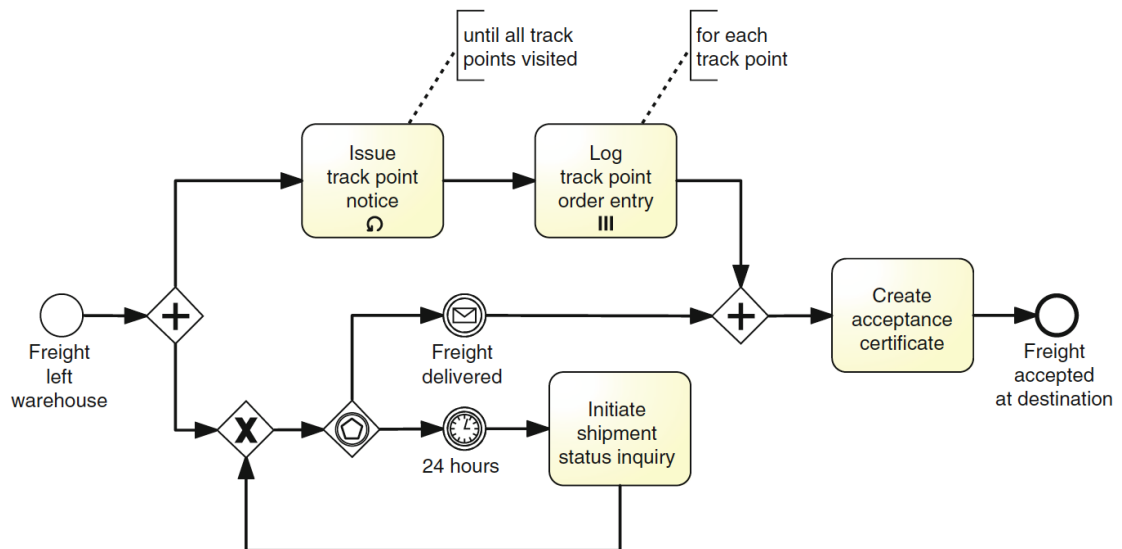 until all track
points visited
for each
track point
Issue
track point
notice
Log
track point
order entry
Freight
left
warehouse
Freight
delivered
Create
acceptance
certificate
Freight
accepted
at destination
24 hours
Initiate
shipment
status inquiry